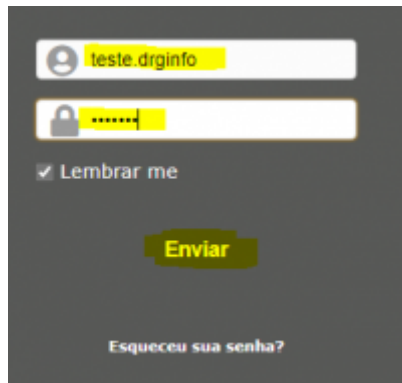 teste.drginfo
•••••••
Lembrar me
Enviar
Esqueceu sua senha?